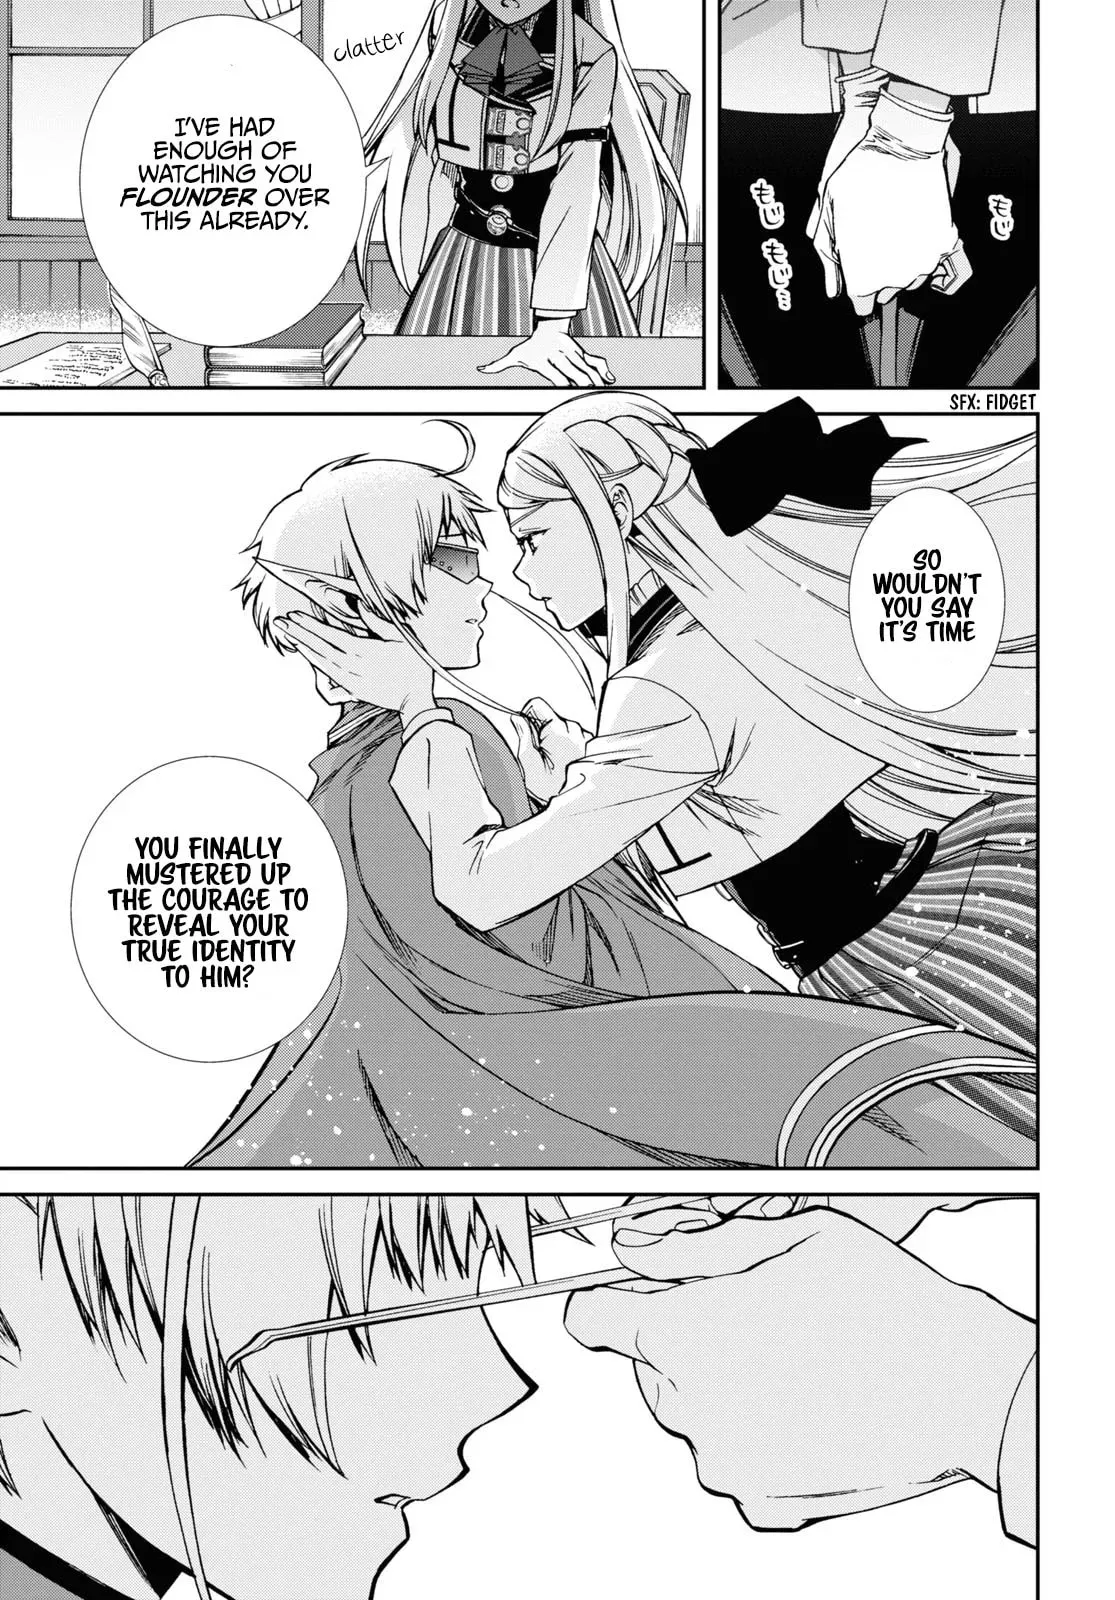 もじ
もじ…
もじ
SFX: FIDGET
clatter
I'VE HAD
ENOUGH OF
WATCHING YOU
FLOUNDER OVER
THIS ALREADY.
SO
WOULDN'T
YOU SAY
IT'S TIME
YOU FINALLY
MUSTERED UP
THE COURAGE TO
REVEAL YOUR
TRUE IDENTITY
TO HIM?